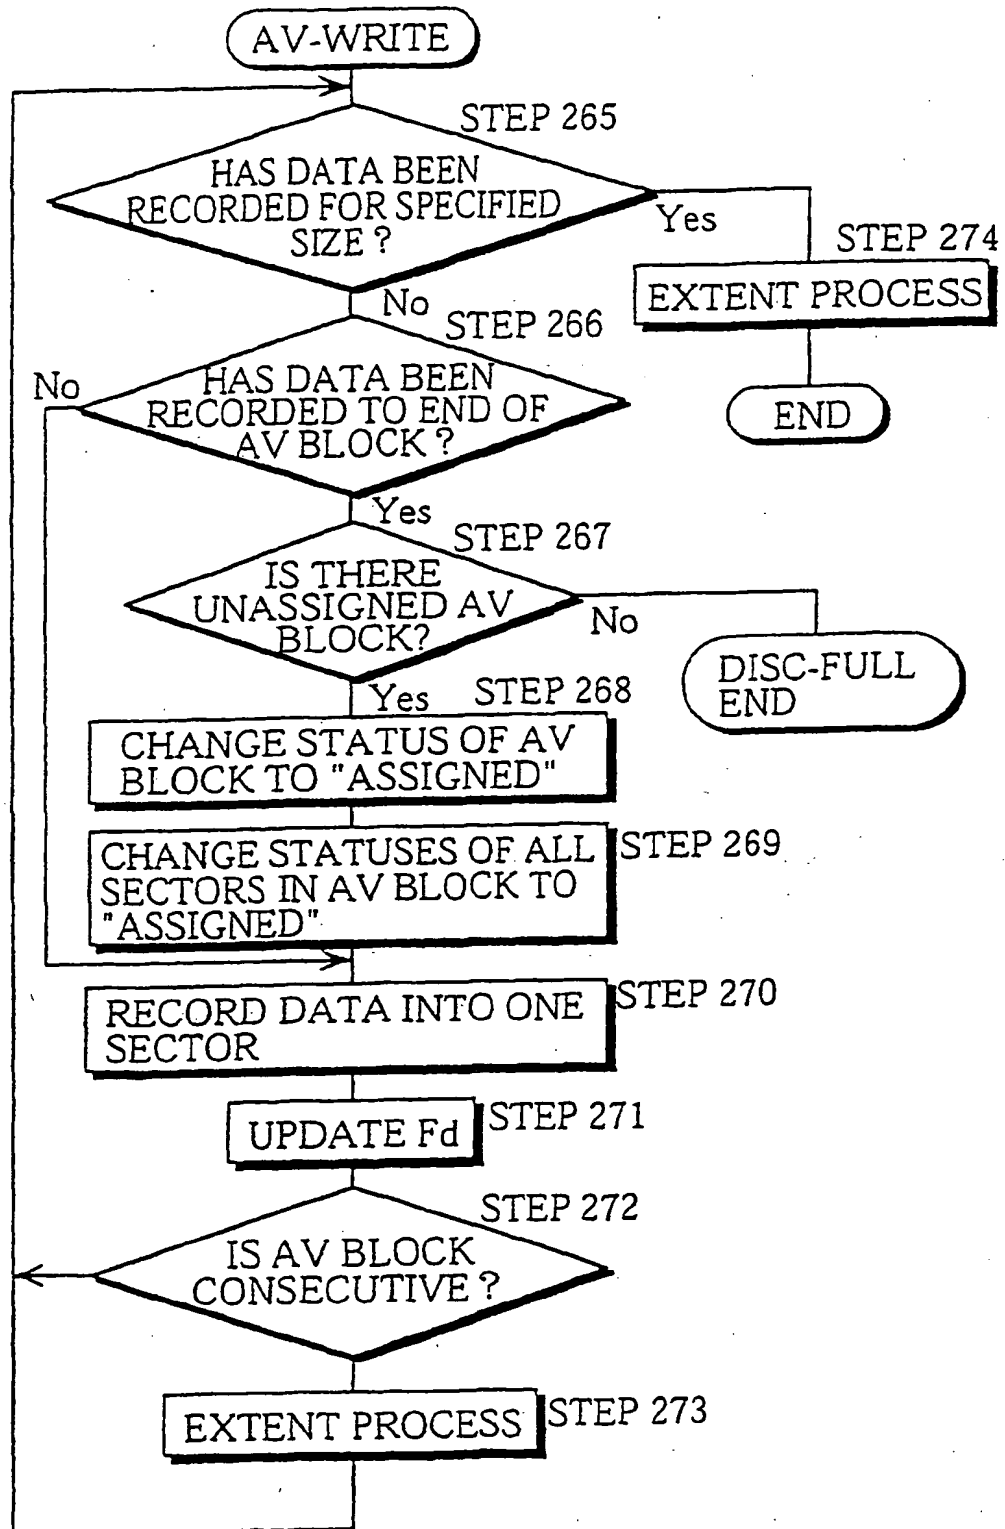 AV-WRITE
STEP 265
HAS DATA BEEN
RECORDED FOR SPECIFIED
SIZE ?
Yes
STEP 274
EXTENT PROCESS
END
No
STEP 266
HAS DATA BEEN
RECORDED TO END OF
AV BLOCK ?
No
Yes
STEP 267
IS THERE
UNASSIGNED AV
BLOCK?
No
DISC-FULL
END
Yes
STEP 268
CHANGE STATUS OF AV
BLOCK TO "ASSIGNED"
CHANGE STATUSES OF ALL
SECTORS IN AV BLOCK TO
"ASSIGNED"
STEP 269
RECORD DATA INTO ONE
SECTOR
STEP 270
UPDATE Fd
STEP 271
STEP 272
IS AV BLOCK
CONSECUTIVE ?
EXTENT PROCESS
STEP 273